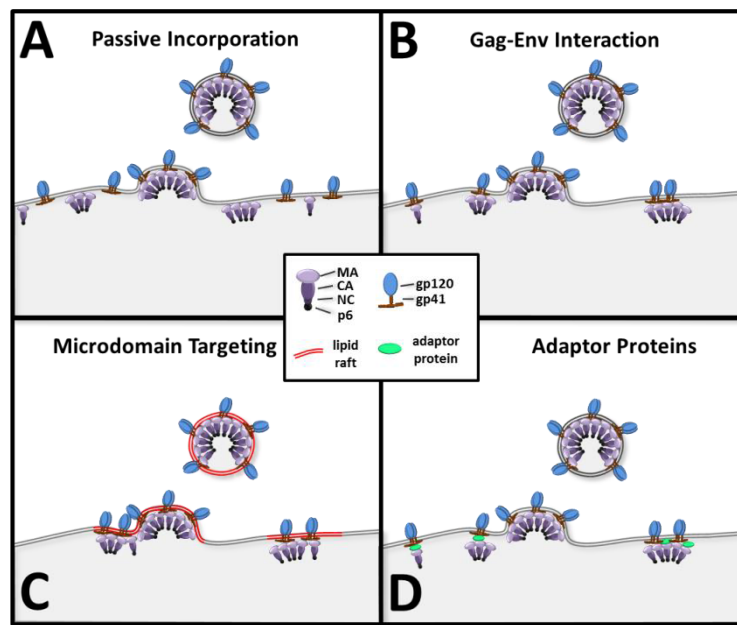 A
Passive Incorporation
B
Gag-Env Interaction
MA
CA
NC
p6
gp120
gp41
lipid
raft
adaptor
protein
Microdomain Targeting
Adaptor Proteins
C
D